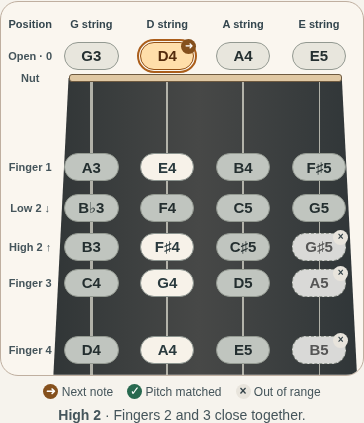 Position G string D string A string E string
Open · 0 G3 D4 ➜ A4 E5
Nut
Finger 1 A3 E4 B4 F♯5
Low 2 ↓ B♭3 F4 C5 G5
High 2 ↑ B3 F♯4 C♯5 G♯5 ×
Finger 3 C4 G4 D5 A5 ×
Finger 4 D4 A4 E5 B5 ×
➜ Next note ✓ Pitch matched × Out of range
High 2 · Fingers 2 and 3 close together.